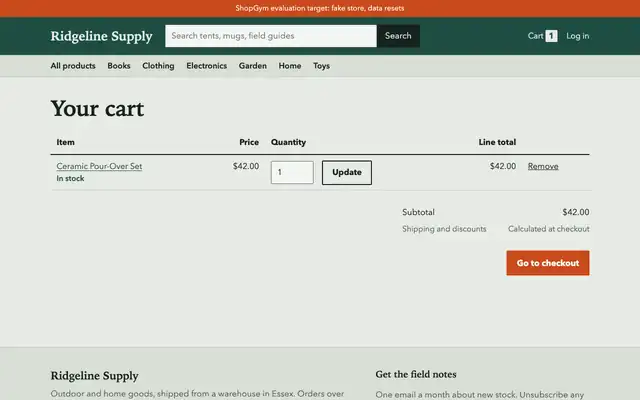 ShopGym evaluation target: fake store, data resets
Ridgeline Supply
Search tents, mugs, field guides
Search
Cart 1
Log in
All products Books Clothing Electronics Garden Home Toys
Your cart
Item Price Quantity Line total
Ceramic Pour-Over Set $42.00 1 Update $42.00 Remove
In stock
Subtotal $42.00
Shipping and discounts Calculated at checkout
Go to checkout
Ridgeline Supply
Outdoor and home goods, shipped from a warehouse in Essex. Orders over
Get the field notes
One email a month about new stock. Unsubscribe any